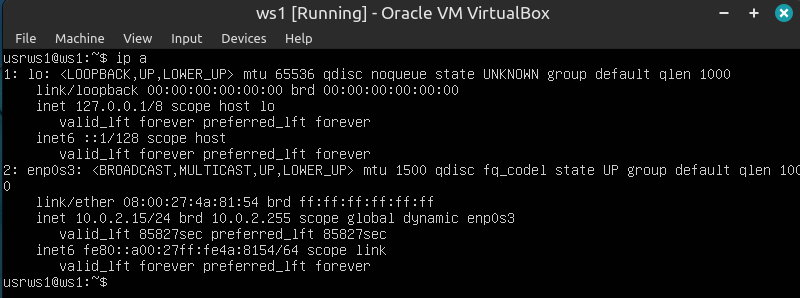 ws1 [Running] - Oracle VM VirtualBox
File Machine View Input Devices Help
usrws1@ws1:~$ ip a
1: lo: <LOOPBACK,UP,LOWER_UP> mtu 65536 qdisc noqueue state UNKNOWN group default qlen 1000
    link/loopback 00:00:00:00:00:00 brd 00:00:00:00:00:00
    inet 127.0.0.1/8 scope host lo
       valid_lft forever preferred_lft forever
    inet6 ::1/128 scope host
       valid_lft forever preferred_lft forever
2: enp0s3: <BROADCAST,MULTICAST,UP,LOWER_UP> mtu 1500 qdisc fq_codel state UP group default qlen 100
0
    link/ether 08:00:27:4a:81:54 brd ff:ff:ff:ff:ff:ff
    inet 10.0.2.15/24 brd 10.0.2.255 scope global dynamic enp0s3
       valid_lft 85827sec preferred_lft 85827sec
    inet6 fe80::a00:27ff:fe4a:8154/64 scope link
       valid_lft forever preferred_lft forever
usrws1@ws1:~$